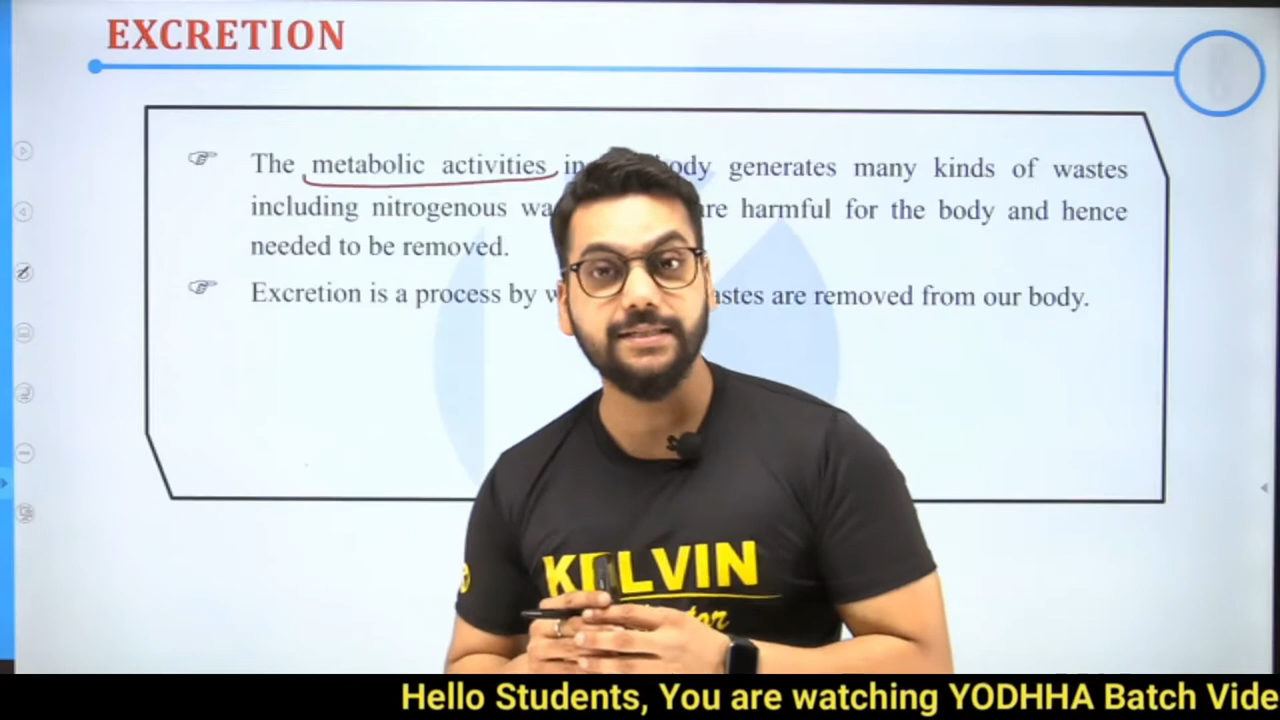 EXCRETION
The metabolic activities in body generates many kinds of wastes
including nitrogenous are harmful for the body and hence
needed to be removed.
Excretion is a process by are removed from our body.
KELVIN
Hello Students, You are watching YODHHA Batch Vide